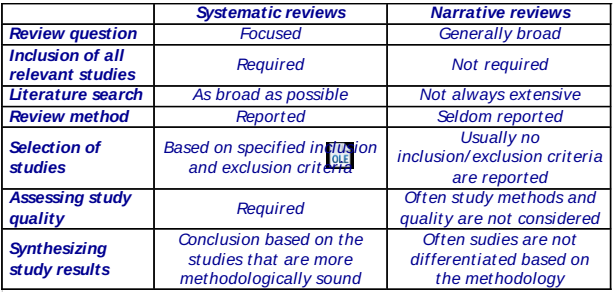 Systematic reviews Narrative reviews
Review question Focused Generally broad
Inclusion of all
relevant studies Required Not required
Literature search As broad as possible Not always extensive
Review method Reported Seldom reported
Selection of
studies Based on specified inclusion
and exclusion criteria Usually no
inclusion/exclusion criteria
are reported
OLE
Assessing study
quality Required Often study methods and
quality are not considered
Synthesizing
study results Conclusion based on the
studies that are more
methodologically sound Often sudies are not
differentiated based on
the methodology